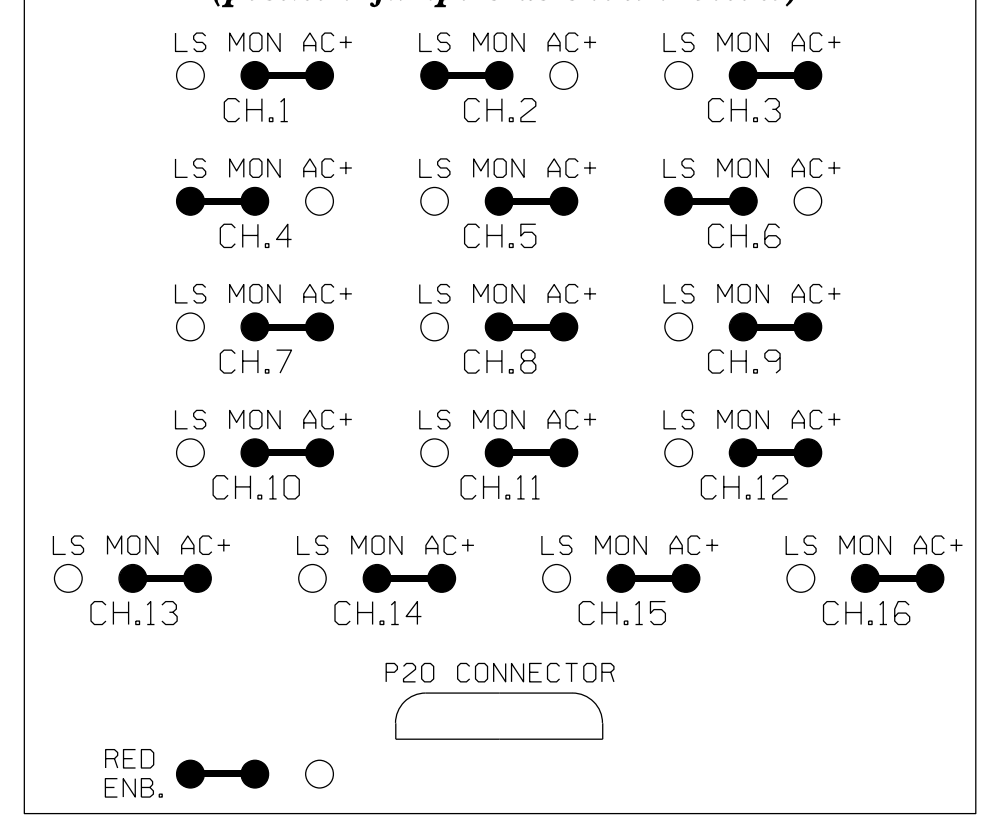 LS MON AC+ LS MON AC+ LS MON AC+
CH.1 CH.2 CH.3
LS MON AC+ LS MON AC+ LS MON AC+
CH.4 CH.5 CH.6
LS MON AC+ LS MON AC+ LS MON AC+
CH.7 CH.8 CH.9
LS MON AC+ LS MON AC+ LS MON AC+
CH.10 CH.11 CH.12
LS MON AC+ LS MON AC+ LS MON AC+ LS MON AC+
CH.13 CH.14 CH.15 CH.16
P20 CONNECTOR
RED
ENB.